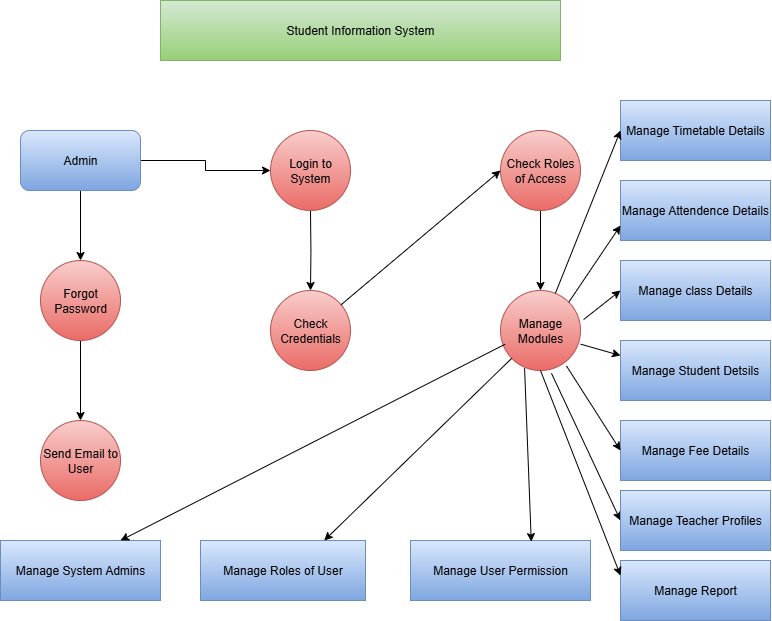 Student Information System
Admin
Login to
System
Check Roles
of Access
Manage Timetable Details
Manage Attendence Details
Manage class Details
Forgot
Password
Check
Credentials
Manage
Modules
Manage Student Detsils
Send Email to
User
Manage Fee Details
Manage Teacher Profiles
Manage System Admins
Manage Roles of User
Manage User Permission
Manage Report